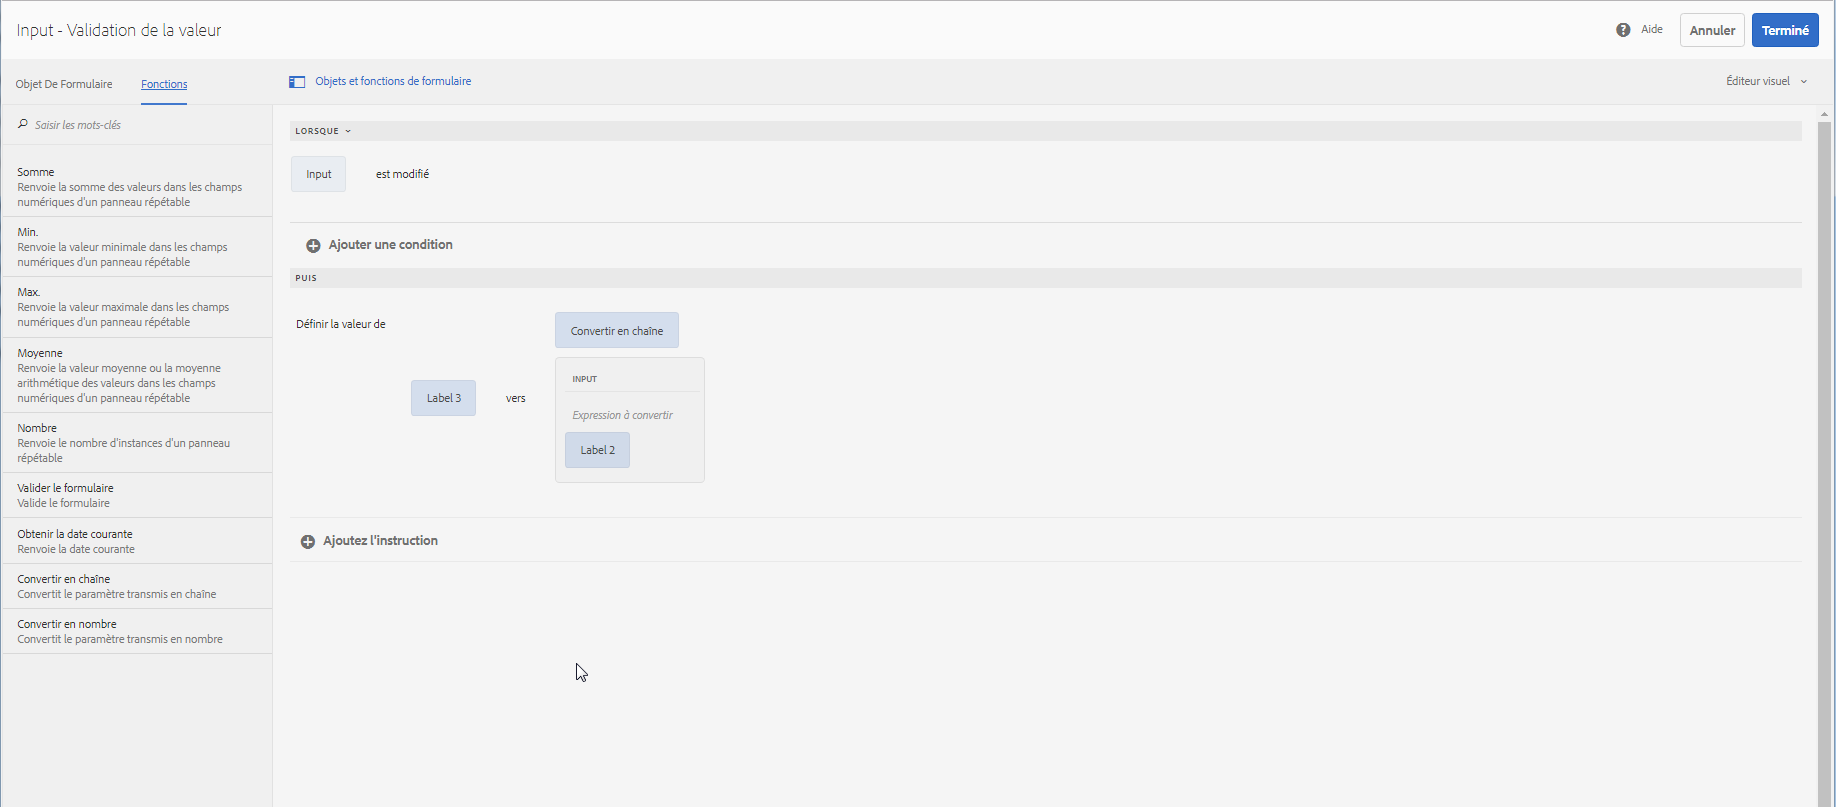 Input - Validation de la valeur
Aide
Annuler
Terminé
Objet De Formulaire
Fonctions
Objets et fonctions de formulaire
Éditeur visuel
Saisir les mots-clés
Somme
Renvoie la somme des valeurs dans les champs
numériques d'un panneau répétable
Min.
Renvoie la valeur minimale dans les champs
numériques d'un panneau répétable
Max.
Renvoie la valeur maximale dans les champs
numériques d'un panneau répétable
Moyenne
Renvoie la valeur moyenne ou la moyenne
arithmétique des valeurs dans les champs
numériques d'un panneau répétable
Nombre
Renvoie le nombre d'instances d'un panneau
répétable
Valider le formulaire
Valide le formulaire
Obtenir la date courante
Renvoie la date courante
Convertir en chaîne
Convertit le paramètre transmis en chaîne
Convertir en nombre
Convertit le paramètre transmis en nombre
LORSQUE
Input est modifié
Ajouter une condition
PUIS
Définir la valeur de
Convertir en chaîne
INPUT
Label 3 vers
Expression à convertir
Label 2
Ajoutez l'instruction